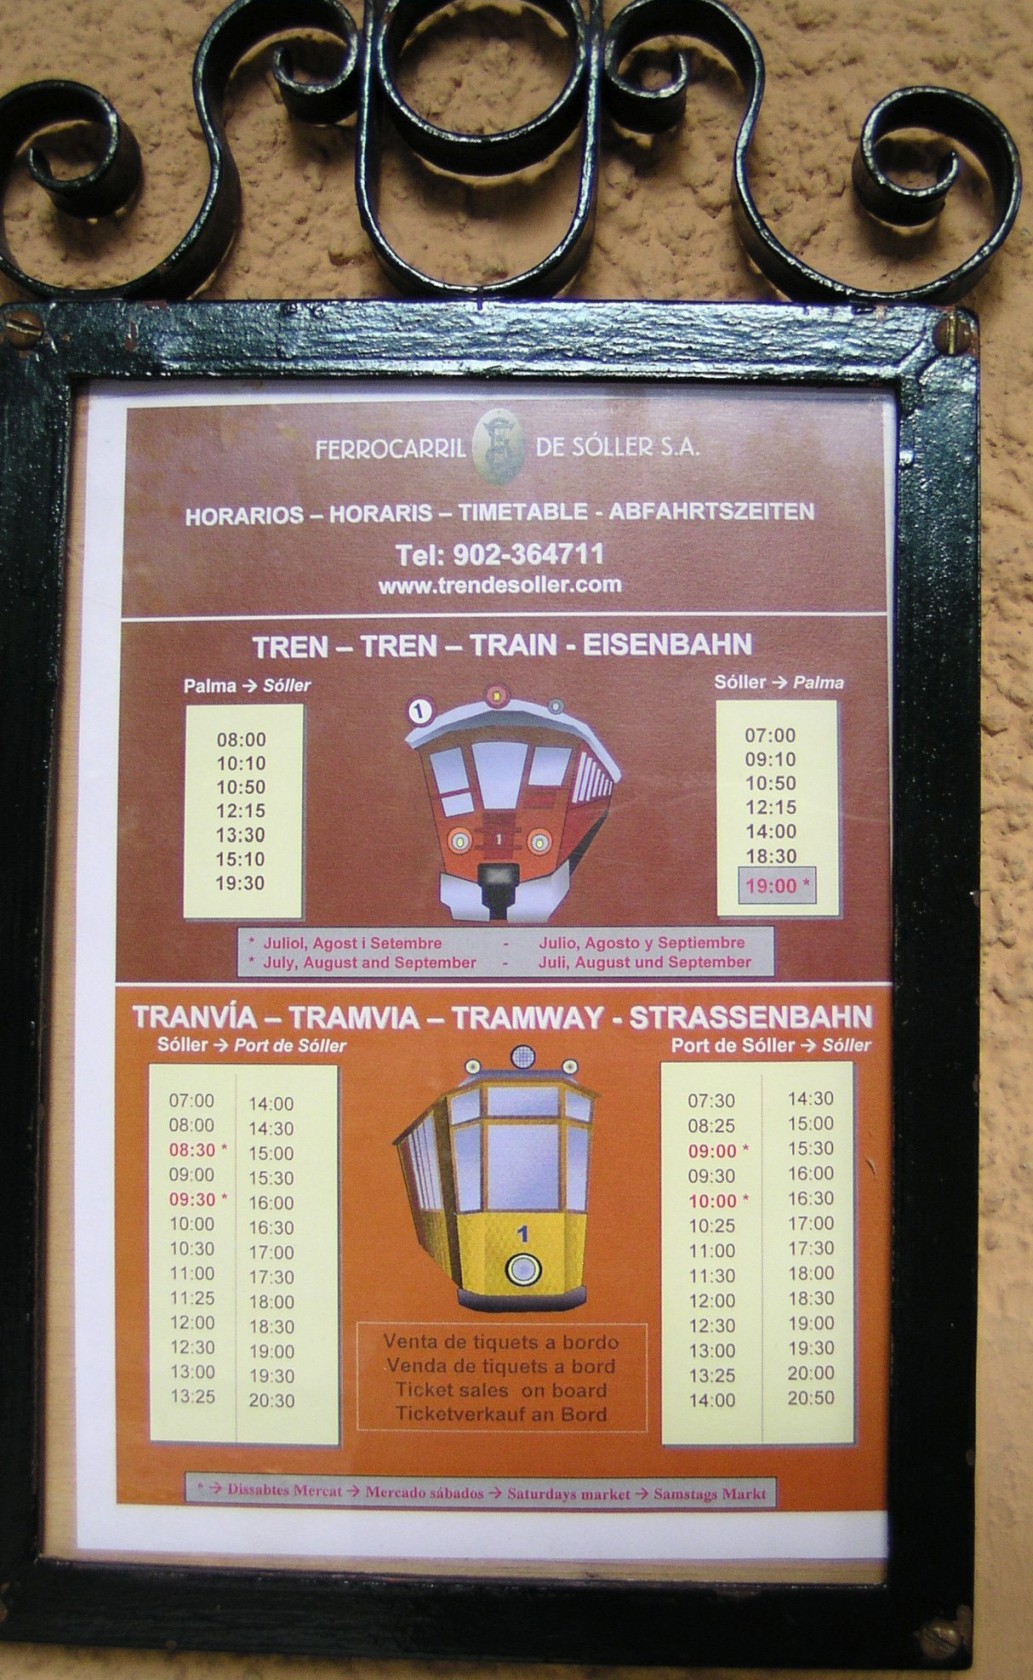 FERROCARRIL DE SÓLLER S.A.
HORARIOS – HORARIS – TIMETABLE - ABFAHRTSZEITEN
Tel: 902-364711
www.trendesoller.com
TREN – TREN – TRAIN - EISENBAHN
Palma → Sóller
08:00
10:10
10:50
12:15
13:30
15:10
19:30
1
1
Sóller → Palma
07:00
09:10
10:50
12:15
14:00
18:30
19:00 *
* Juliol, Agost i Setembre - Julio, Agosto y Septiembre
* July, August and September - Juli, August und September
TRANVÍA – TRAMVIA – TRAMWAY - STRASSENBAHN
Sóller → Port de Sóller
07:00 14:00
08:00 14:30
08:30 * 15:00
09:00 15:30
09:30 * 16:00
10:00 16:30
10:30 17:00
11:00 17:30
11:25 18:00
12:00 18:30
12:30 19:00
13:00 19:30
13:25 20:30
1
Venta de tiquets a bordo
Venda de tiquets a bord
Ticket sales on board
Ticketverkauf an Bord
Port de Sóller → Sóller
07:30 14:30
08:25 15:00
09:00 * 15:30
09:30 16:00
10:00 * 16:30
10:25 17:00
11:00 17:30
11:30 18:00
12:00 18:30
12:30 19:00
13:00 19:30
13:25 20:00
14:00 20:50
* → Dissabtes Mercat → Mercado sábados → Saturdays market → Samstags Markt